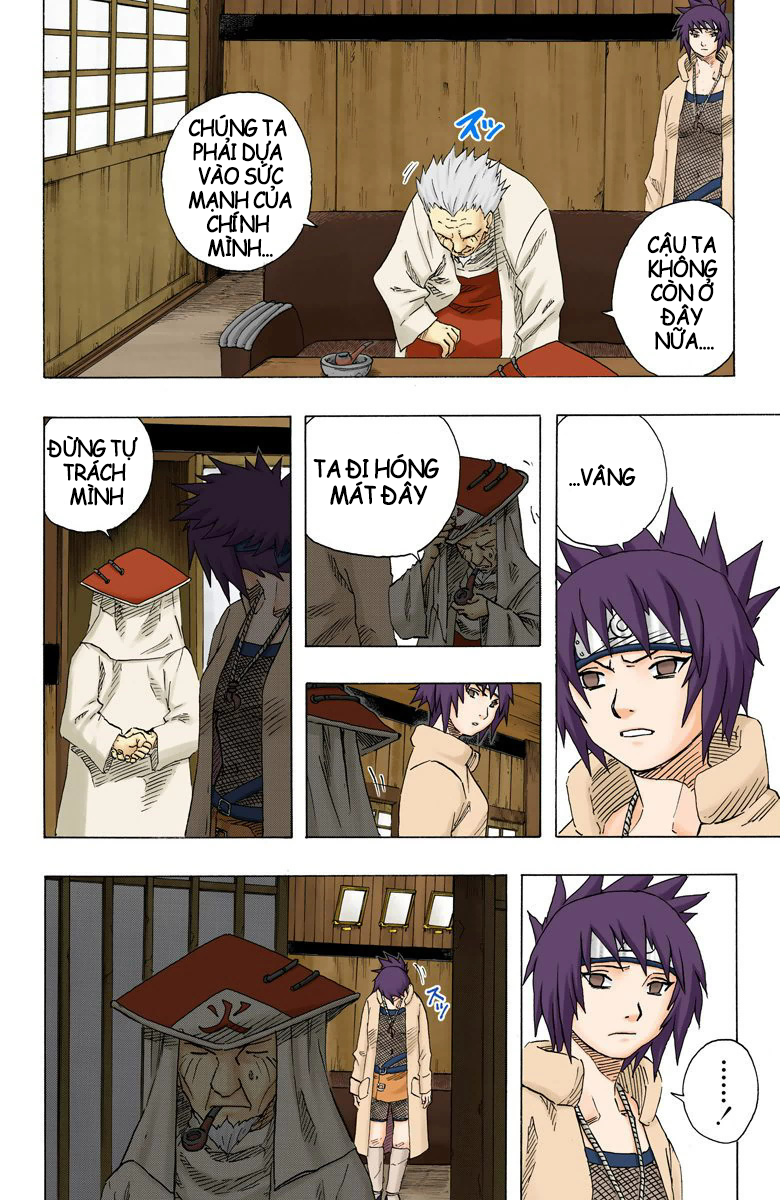 CẬU TA
KHÔNG
CÒN Ở
ĐÂY
NỮA....
ズッ
CHÚNG TA
PHẢI DỰA
VÀO SỨC
MẠNH CỦA
CHÍNH
MÌNH...
...VÂNG
TA ĐI HÓNG
MÁT ĐÂY
ĐỪNG TỰ
TRÁCH
MÌNH
......!
ズッ
火